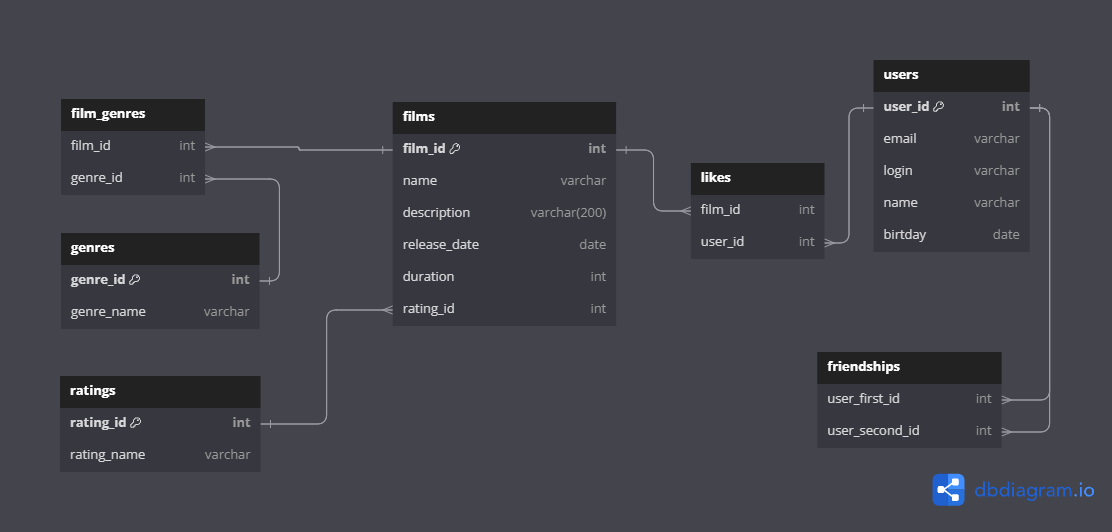 film_genres
film_id int
genre_id int
genres
genre_id int
genre_name varchar
ratings
rating_id int
rating_name varchar
films
film_id int
name varchar
description varchar(200)
release_date date
duration int
rating_id int
likes
film_id int
user_id int
users
user_id int
email varchar
login varchar
name varchar
birtday date
friendships
user_first_id int
user_second_id int
dbdiagram.io